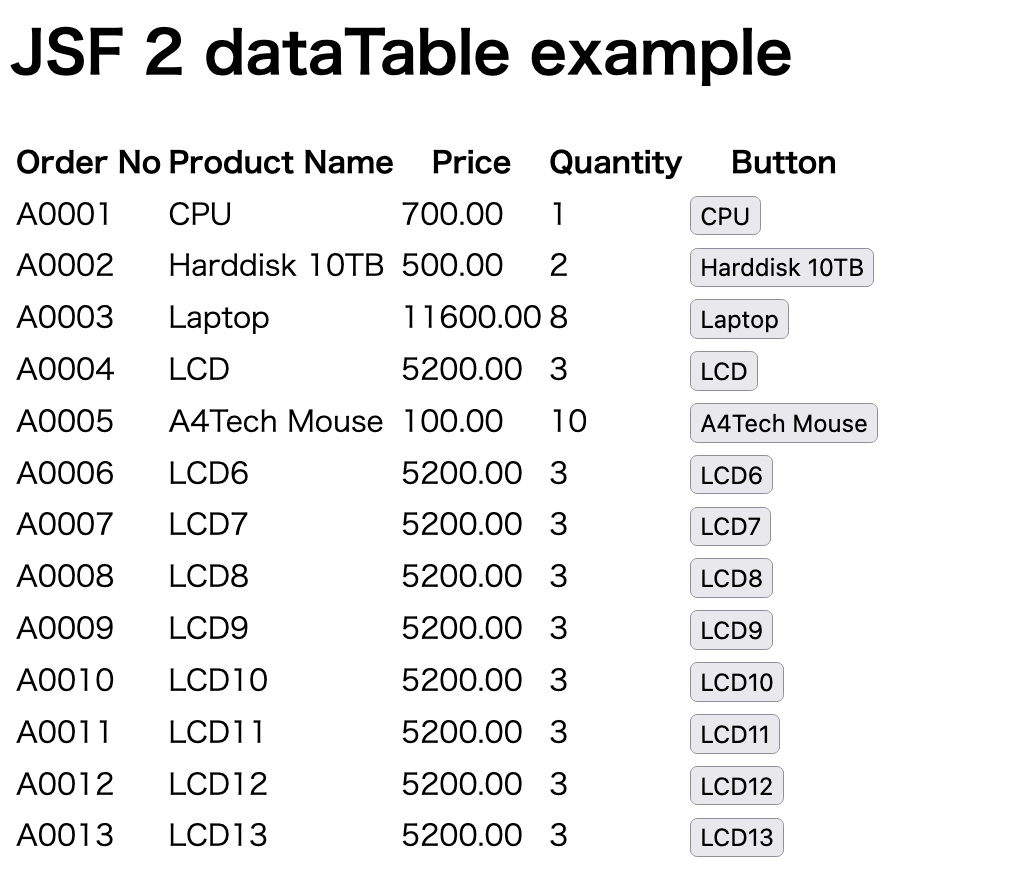 JSF 2 dataTable example
Order No Product Name Price Quantity Button
A0001 CPU 700.00 1 CPU
A0002 Harddisk 10TB 500.00 2 Harddisk 10TB
A0003 Laptop 11600.00 8 Laptop
A0004 LCD 5200.00 3 LCD
A0005 A4Tech Mouse 100.00 10 A4Tech Mouse
A0006 LCD6 5200.00 3 LCD6
A0007 LCD7 5200.00 3 LCD7
A0008 LCD8 5200.00 3 LCD8
A0009 LCD9 5200.00 3 LCD9
A0010 LCD10 5200.00 3 LCD10
A0011 LCD11 5200.00 3 LCD11
A0012 LCD12 5200.00 3 LCD12
A0013 LCD13 5200.00 3 LCD13